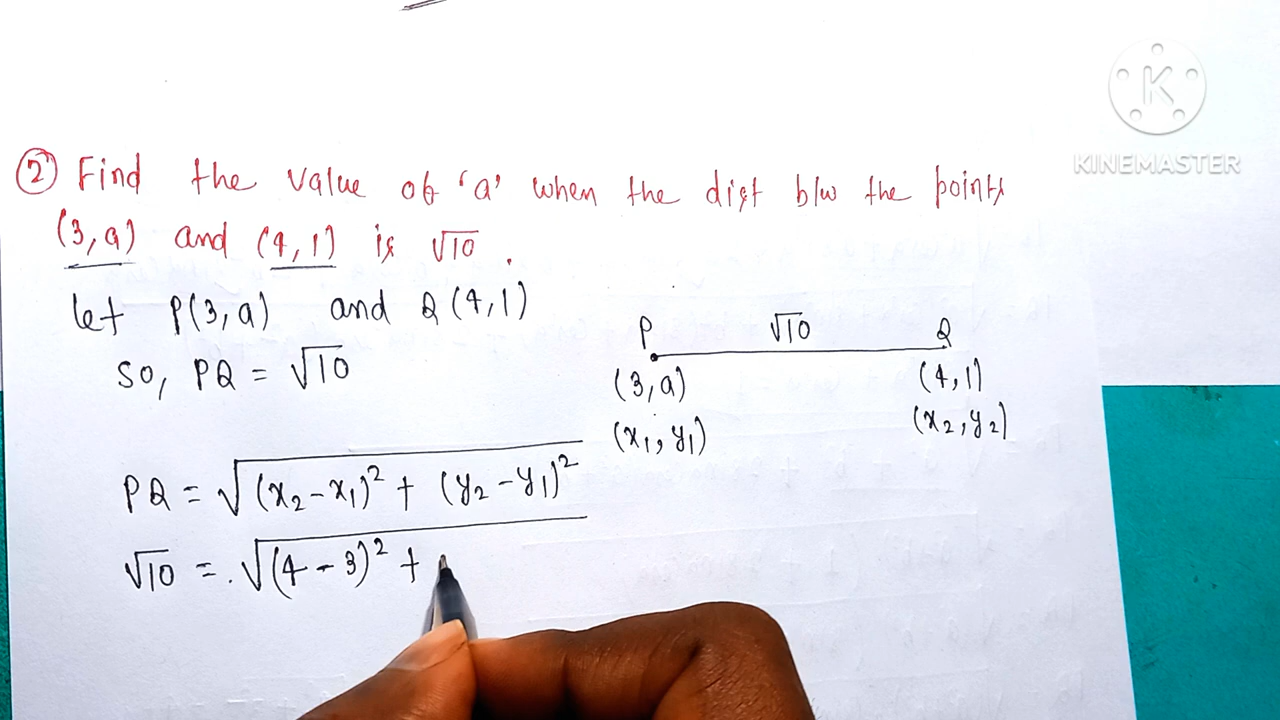 ② Find the value of 'a' when the dist b/w the points
(3,a) and (4,1) is √10.
let P(3,a) and Q(4,1)
so, PQ = √10
P √10 Q
(3,a) (4,1)
(x₁,y₁) (x₂,y₂)
PQ = √(x₂-x₁)² + (y₂-y₁)²
√10 = √(4-3)² +
K
KINEMASTER